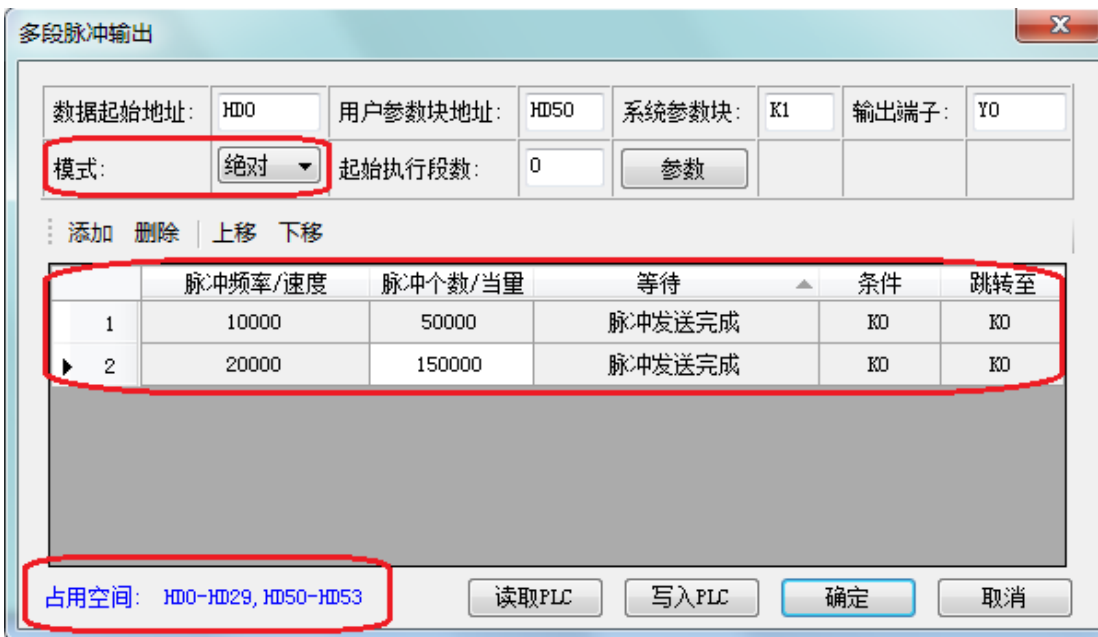 多段脉冲输出
X
数据起始地址: HD0 用户参数块地址: HD50 系统参数块: K1 输出端子: Y0
模式: 绝对 起始执行段数: 0 参数
添加 删除 上移 下移
脉冲频率/速度 脉冲个数/当量 等待 条件 跳转至
1 10000 50000 脉冲发送完成 K0 K0
2 20000 150000 脉冲发送完成 K0 K0
占用空间: HD0-HD29,HD50-HD53 读取PLC 写入PLC 确定 取消